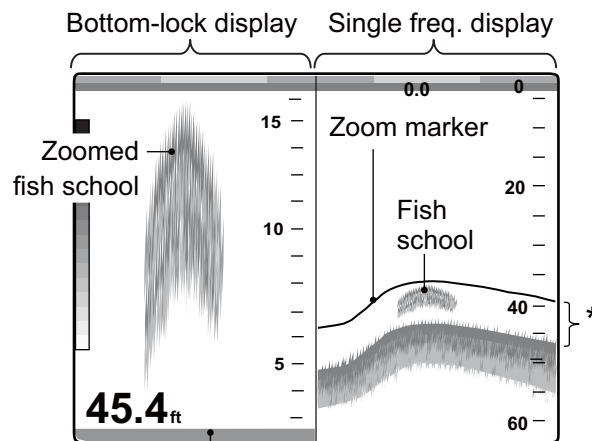 Bottom-lock display
Single freq. display
0.0
0
15
Zoom marker
Zoomed
fish school
20
Fish
school
10
40
*
5
45.4ft
60